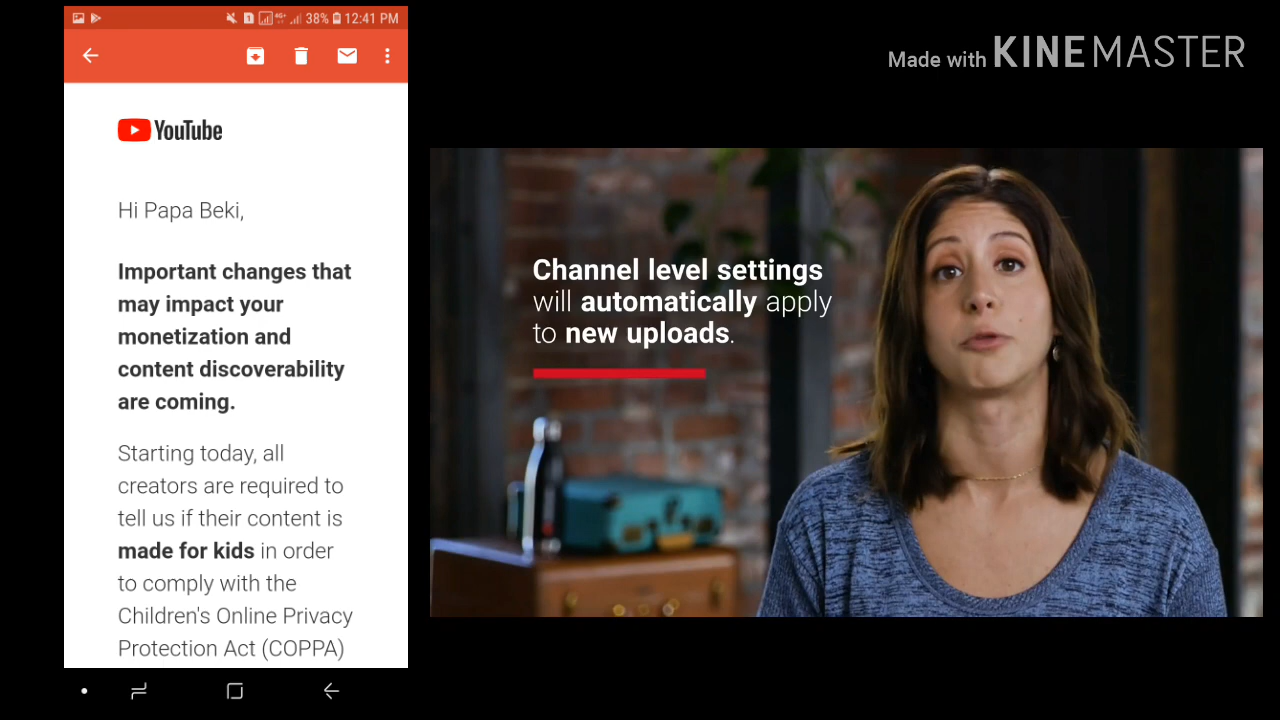 38% 12:41 PM
Made with KINEMASTER
YouTube
Hi Papa Beki,
Important changes that
may impact your
monetization and
content discoverability
are coming.
Starting today, all
creators are required to
tell us if their content is
made for kids in order
to comply with the
Children's Online Privacy
Protection Act (COPPA)
Channel level settings
will automatically apply
to new uploads.